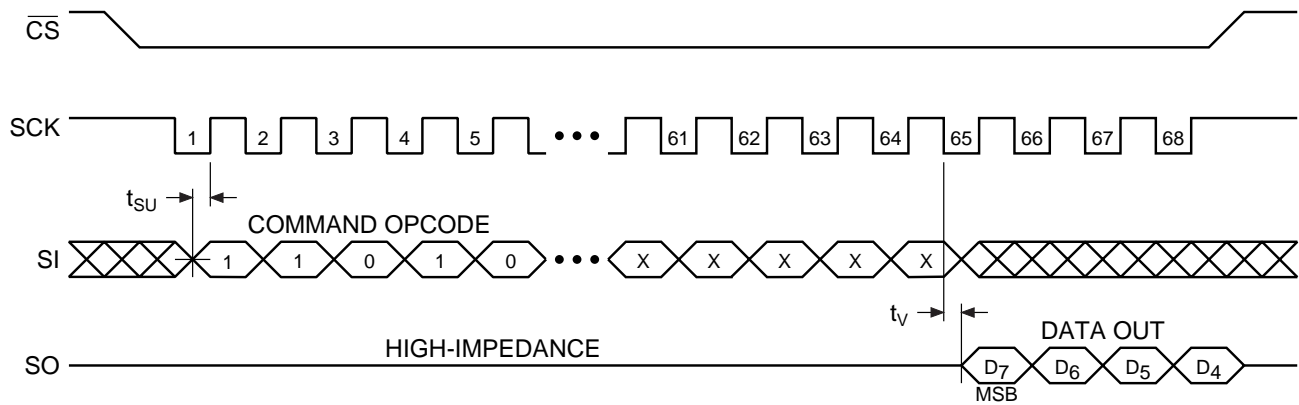 CS
SCK 1 2 3 4 5 ••• 61 62 63 64 65 66 67 68
tSU
COMMAND OPCODE
SI 1 1 0 1 0 ••• X X X X X
tV
DATA OUT
HIGH-IMPEDANCE
SO D7 D6 D5 D4
MSB